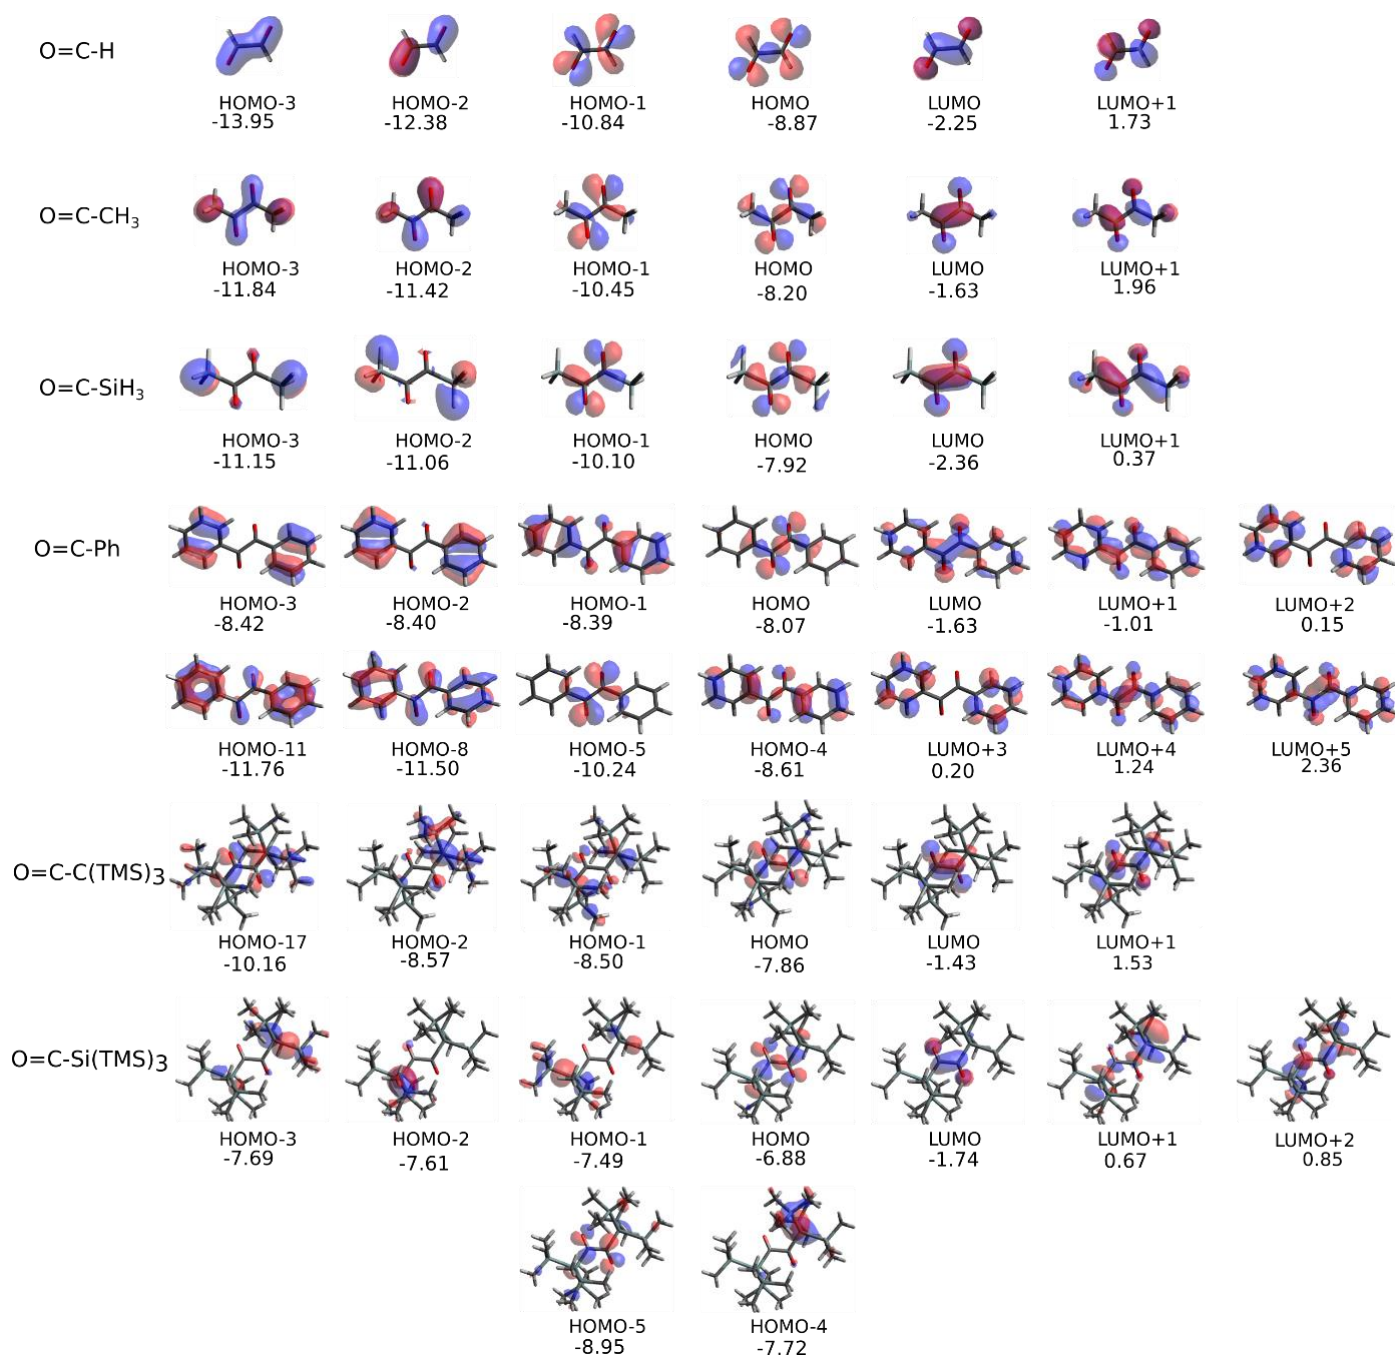 O=C-H
HOMO-3 HOMO-2 HOMO-1 HOMO LUMO LUMO+1
-13.95 -12.38 -10.84 -8.87 -2.25 1.73
O=C-CH3
HOMO-3 HOMO-2 HOMO-1 HOMO LUMO LUMO+1
-11.84 -11.42 -10.45 -8.20 -1.63 1.96
O=C-SiH3
HOMO-3 HOMO-2 HOMO-1 HOMO LUMO LUMO+1
-11.15 -11.06 -10.10 -7.92 -2.36 0.37
O=C-Ph
HOMO-3 HOMO-2 HOMO-1 HOMO LUMO LUMO+1 LUMO+2
-8.42 -8.40 -8.39 -8.07 -1.63 -1.01 0.15
HOMO-11 HOMO-8 HOMO-5 HOMO-4 LUMO+3 LUMO+4 LUMO+5
-11.76 -11.50 -10.24 -8.61 0.20 1.24 2.36
O=C-C(TMS)3
HOMO-17 HOMO-2 HOMO-1 HOMO LUMO LUMO+1
-10.16 -8.57 -8.50 -7.86 -1.43 1.53
O=C-Si(TMS)3
HOMO-3 HOMO-2 HOMO-1 HOMO LUMO LUMO+1 LUMO+2
-7.69 -7.61 -7.49 -6.88 -1.74 0.67 0.85
HOMO-5 HOMO-4
-8.95 -7.72